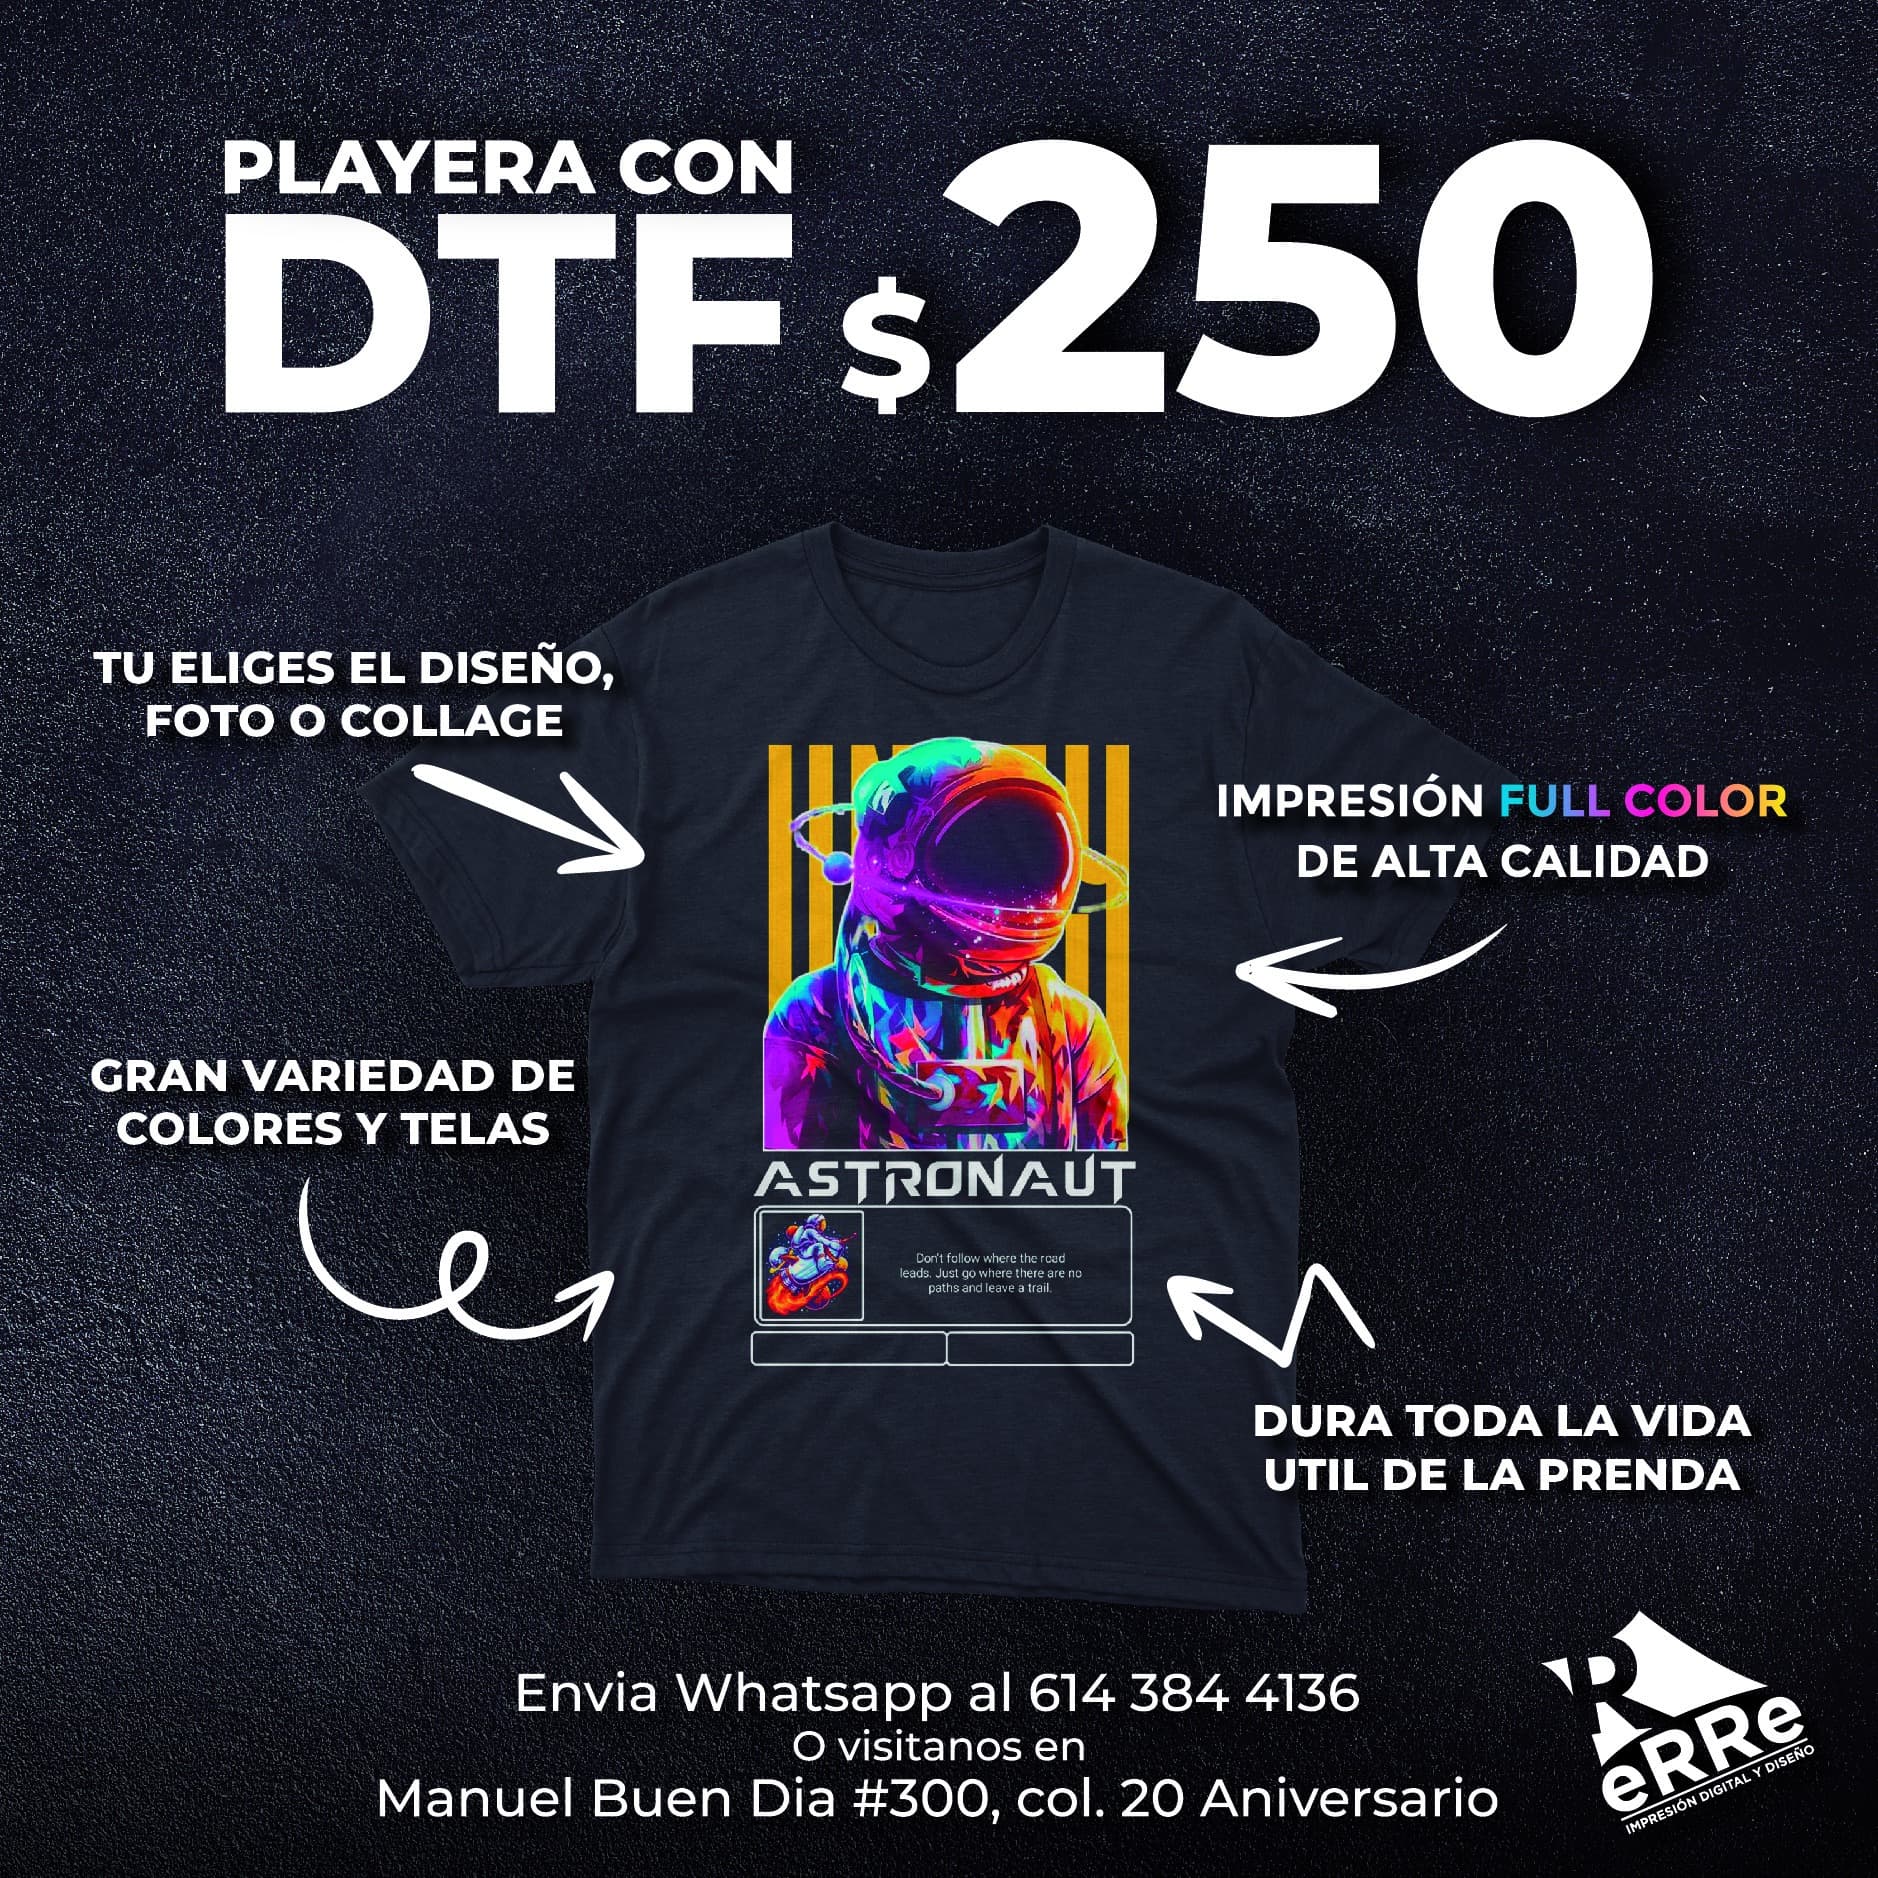 PLAYERA CON
DTF $250
TU ELIGES EL DISEÑO,
FOTO O COLLAGE
IMPRESIÓN FULL COLOR
DE ALTA CALIDAD
GRAN VARIEDAD DE
COLORES Y TELAS
ASTRONAUT
Don't follow where the road
leads. Just go where there are no
paths and leave a trail.
DURA TODA LA VIDA
UTIL DE LA PRENDA
Envia Whatsapp al 614 384 4136
O visitanos en
Manuel Buen Dia #300, col. 20 Aniversario
R
eRRe
IMPRESIÓN DIGITAL Y DISEÑO